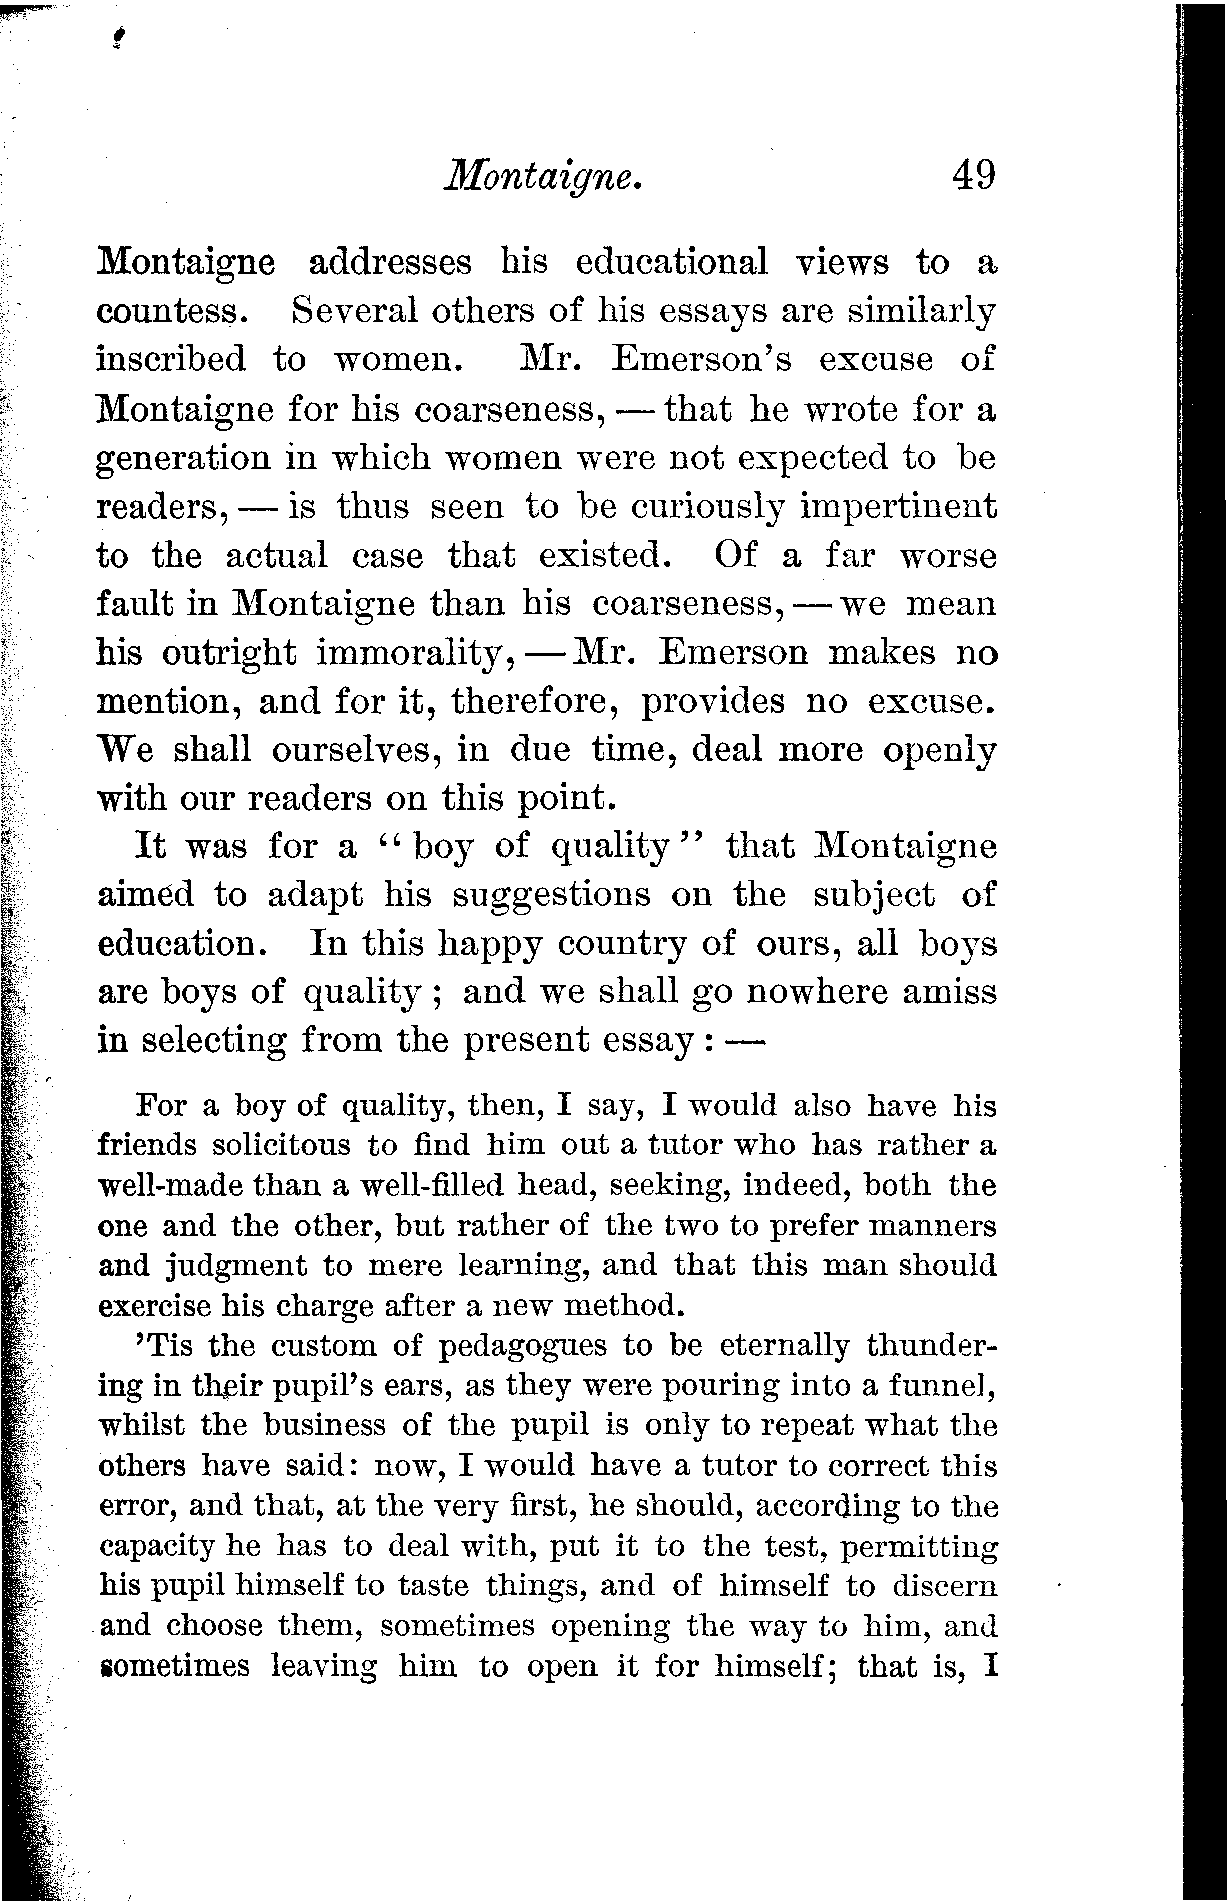 Montaigne. 49
Montaigne addresses his educational views to a
countess. Several others of his essays are similarly
inscribed to women. Mr. Emerson's excuse of
Montaigne for his coarseness, — that he wrote for a
generation in which women were not expected to be
readers, — is thus seen to be curiously impertinent
to the actual case that existed. Of a far worse
fault in Montaigne than his coarseness, — we mean
his outright immorality, — Mr. Emerson makes no
mention, and for it, therefore, provides no excuse.
We shall ourselves, in due time, deal more openly
with our readers on this point.
It was for a “boy of quality” that Montaigne
aimed to adapt his suggestions on the subject of
education. In this happy country of ours, all boys
are boys of quality; and we shall go nowhere amiss
in selecting from the present essay: —
For a boy of quality, then, I say, I would also have his
friends solicitous to find him out a tutor who has rather a
well-made than a well-filled head, seeking, indeed, both the
one and the other, but rather of the two to prefer manners
and judgment to mere learning, and that this man should
exercise his charge after a new method.
'Tis the custom of pedagogues to be eternally thunder-
ing in their pupil's ears, as they were pouring into a funnel,
whilst the business of the pupil is only to repeat what the
others have said: now, I would have a tutor to correct this
error, and that, at the very first, he should, according to the
capacity he has to deal with, put it to the test, permitting
his pupil himself to taste things, and of himself to discern
and choose them, sometimes opening the way to him, and
sometimes leaving him to open it for himself; that is, I